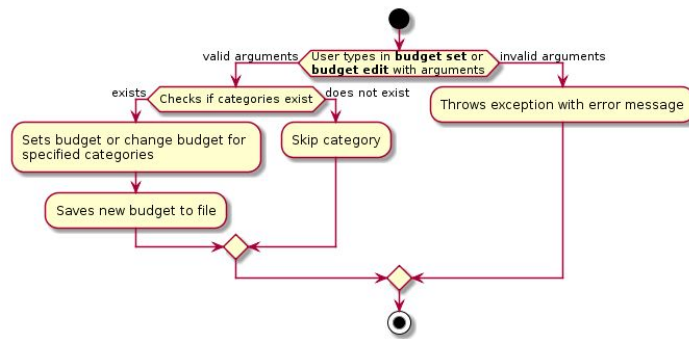 User types in budget set or
budget edit with arguments
valid arguments
invalid arguments
Checks if categories exist
exists
does not exist
Throws exception with error message
Sets budget or change budget for
specified categories
Skip category
Saves new budget to file